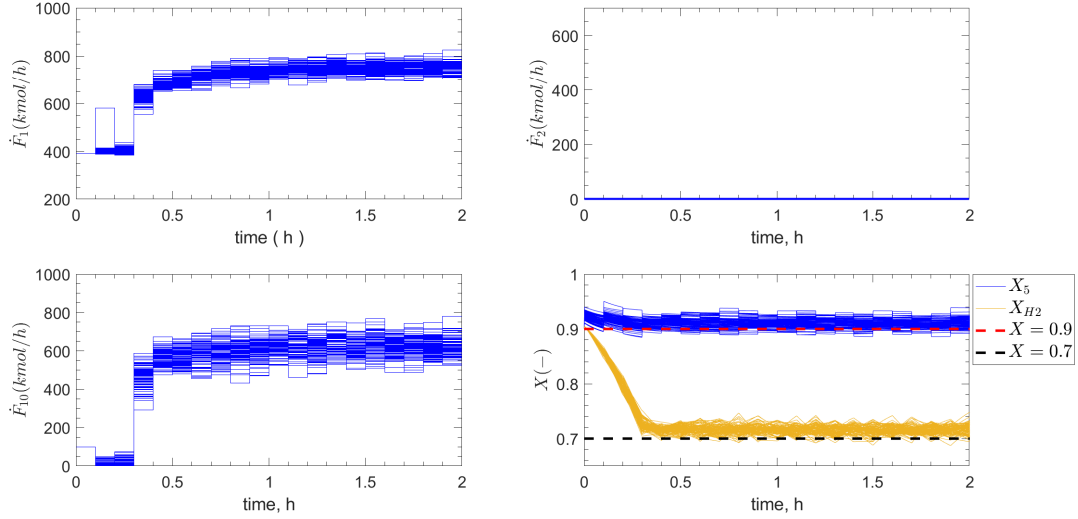 1000
800
600
400
200
Ḟ1(kmol/h)
0 0.5 1 1.5 2
time ( h )
600
400
200
0
Ḟ2(kmol/h)
0 0.5 1 1.5 2
time, h
1000
800
600
400
200
0
Ḟ10(kmol/h)
0 0.5 1 1.5 2
time, h
1
0.9
0.8
0.7
X(−)
0 0.5 1 1.5 2
time, h
X5
XH2
X = 0.9
X = 0.7